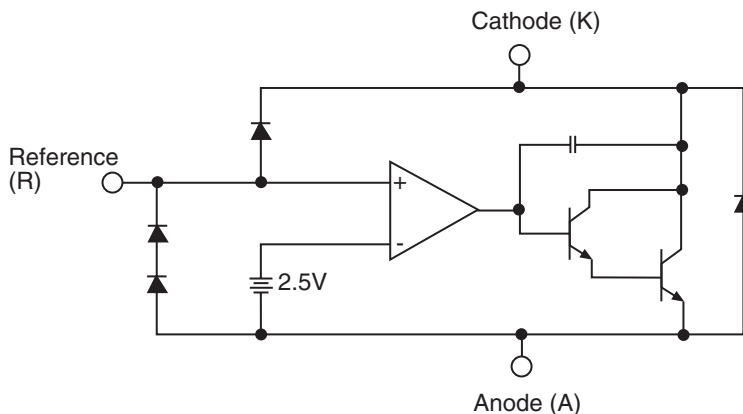 Cathode (K)
Reference
(R)
+
-
2.5V
Anode (A)